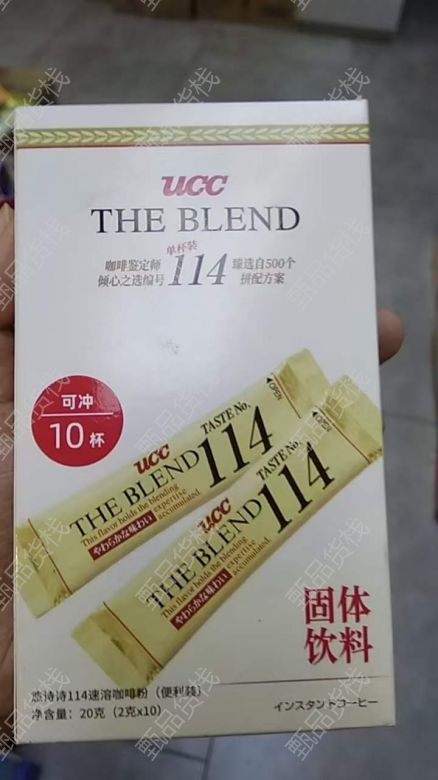 ucc
THE BLEND
单杯装
咖啡鉴定师 114 臻选自500个
倾心之选编号 拼配方案
可冲
10杯
OPEN
TASTE No.
ucc 114
THE BLEND
This flavor holds the blending
expertise
accumulated.
やわらかな味わい
OPEN
TASTE No.
ucc 114
THE BLEND
This flavor holds the blending
expertise
accumulated.
やわらかな味わい
固体
饮料
悠诗诗114速溶咖啡粉（便利装）
净含量：20克（2克x10）
インスタントコーヒー
甄品货栈